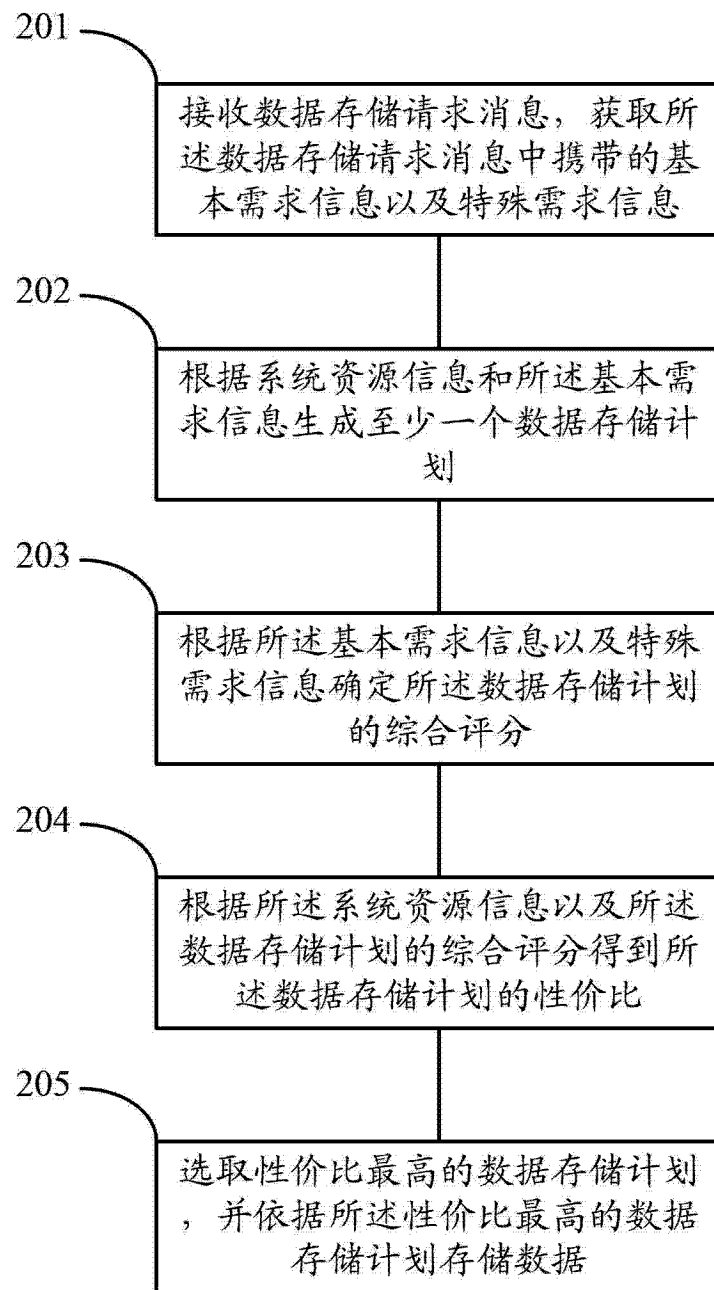 201
接收数据存储请求消息，获取所
述数据存储请求消息中携带的基
本需求信息以及特殊需求信息
202
根据系统资源信息和所述基本需
求信息生成至少一个数据存储计
划
203
根据所述基本需求信息以及特殊
需求信息确定所述数据存储计划
的综合评分
204
根据所述系统资源信息以及所述
数据存储计划的综合评分得到所
述数据存储计划的性价比
205
选取性价比最高的数据存储计划
，并依据所述性价比最高的数据
存储计划存储数据